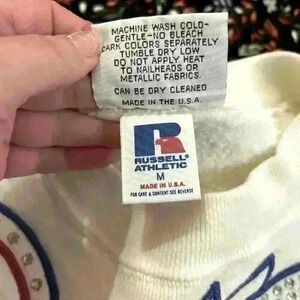 MACHINE WASH COLD-
GENTLE-NO BLEACH
DARK COLORS SEPARATELY
TUMBLE DRY LOW
DO NOT APPLY HEAT
TO NAILHEADS OR
METALLIC FABRICS.
CAN BE DRY CLEANED
MADE IN THE U.S.A.
RUSSELL
ATHLETIC
M
MADE IN U.S.A.
FOR CARE & CONTENT SEE REVERSE